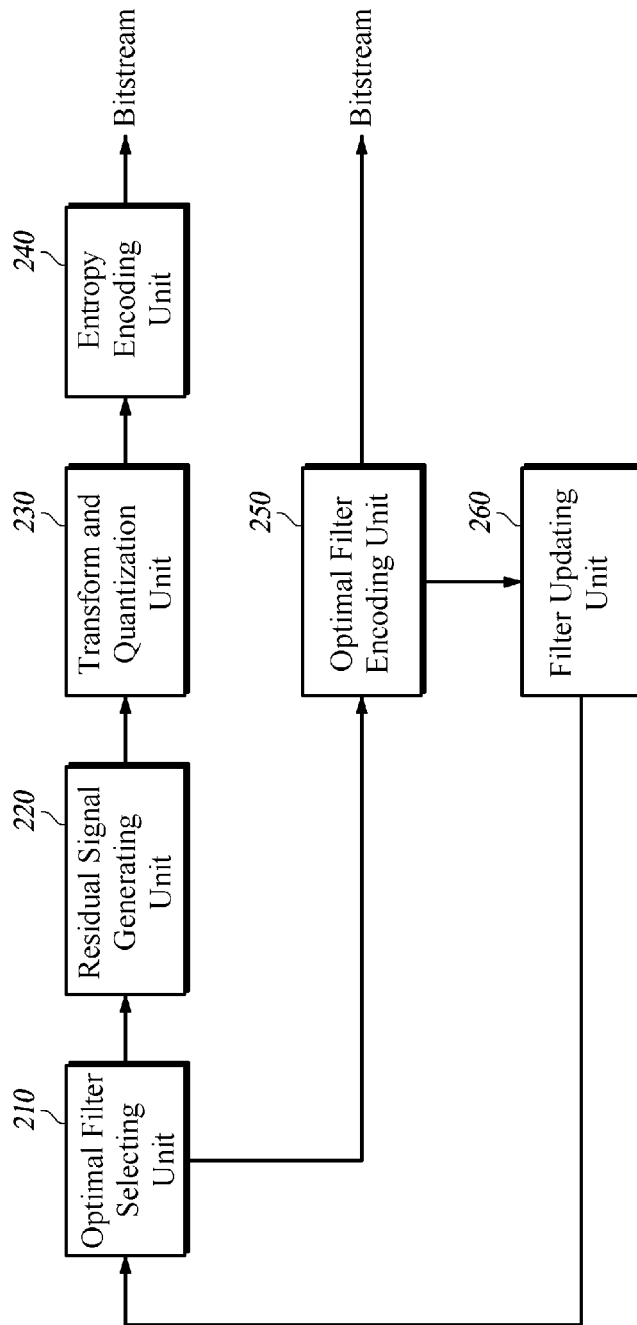 210
Optimal Filter
Selecting
Unit
220
Residual Signal
Generating
Unit
230
Transform and
Quantization
Unit
240
Entropy
Encoding
Unit
Bitstream
250
Optimal Filter
Encoding Unit
Bitstream
260
Filter Updating
Unit